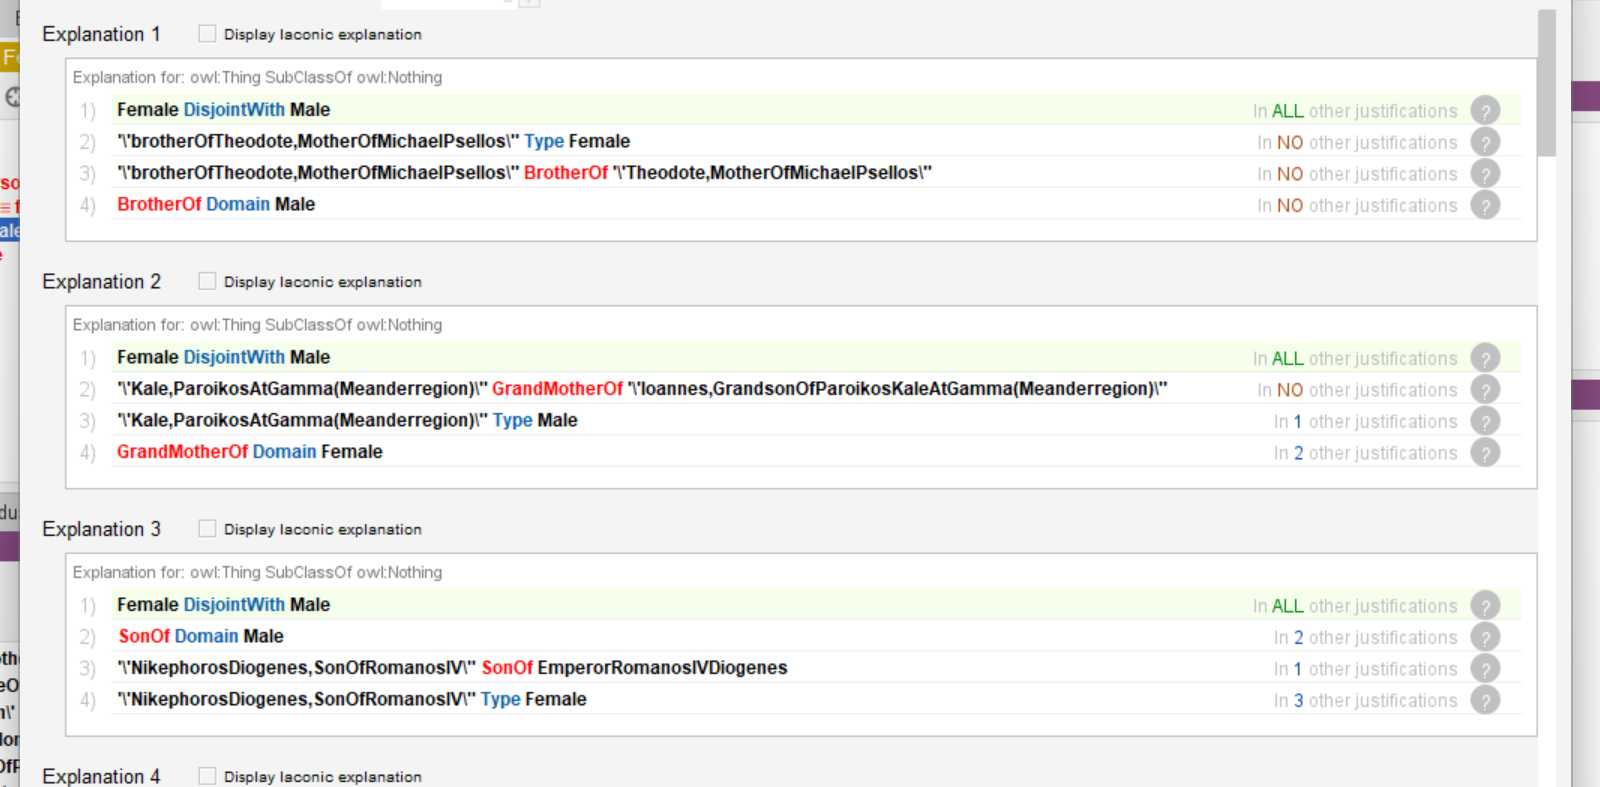 Explanation 1 Display laconic explanation
Explanation for: owl:Thing SubClassOf owl:Nothing
1) Female DisjointWith Male In ALL other justifications ?
2) '\'brotherOfTheodote,MotherOfMichaelPsellos\'' Type Female In NO other justifications ?
3) '\'brotherOfTheodote,MotherOfMichaelPsellos\'' BrotherOf '\'Theodote,MotherOfMichaelPsellos\'' In NO other justifications ?
4) BrotherOf Domain Male In NO other justifications ?
Explanation 2 Display laconic explanation
Explanation for: owl:Thing SubClassOf owl:Nothing
1) Female DisjointWith Male In ALL other justifications ?
2) '\'Kale,ParoikosAtGamma(Meanderregion)\'' GrandMotherOf '\'Ioannes,GrandsonOfParoikosKaleAtGamma(Meanderregion)\'' In NO other justifications ?
3) '\'Kale,ParoikosAtGamma(Meanderregion)\'' Type Male In 1 other justifications ?
4) GrandMotherOf Domain Female In 2 other justifications ?
Explanation 3 Display laconic explanation
Explanation for: owl:Thing SubClassOf owl:Nothing
1) Female DisjointWith Male In ALL other justifications ?
2) SonOf Domain Male In 2 other justifications ?
3) '\'NikephorosDiogenes,SonOfRomanosIV\'' SonOf EmperorRomanosIVDiogenes In 1 other justifications ?
4) '\'NikephorosDiogenes,SonOfRomanosIV\'' Type Female In 3 other justifications ?
Explanation 4 Display laconic explanation